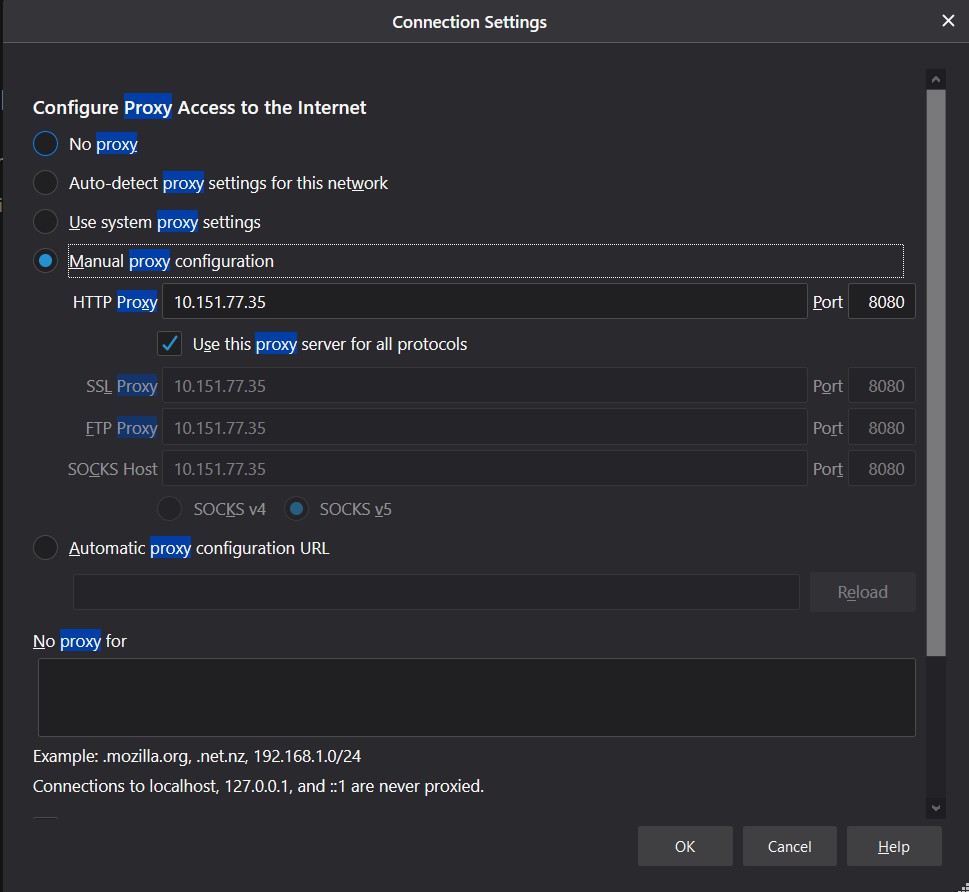 Connection Settings
Configure Proxy Access to the Internet
No proxy
Auto-detect proxy settings for this network
Use system proxy settings
Manual proxy configuration
HTTP Proxy 10.151.77.35 Port 8080
Use this proxy server for all protocols
SSL Proxy 10.151.77.35 Port 8080
FTP Proxy 10.151.77.35 Port 8080
SOCKS Host 10.151.77.35 Port 8080
SOCKS v4 SOCKS v5
Automatic proxy configuration URL
Reload
No proxy for
Example: .mozilla.org, .net.nz, 192.168.1.0/24
Connections to localhost, 127.0.0.1, and ::1 are never proxied.
OK Cancel Help